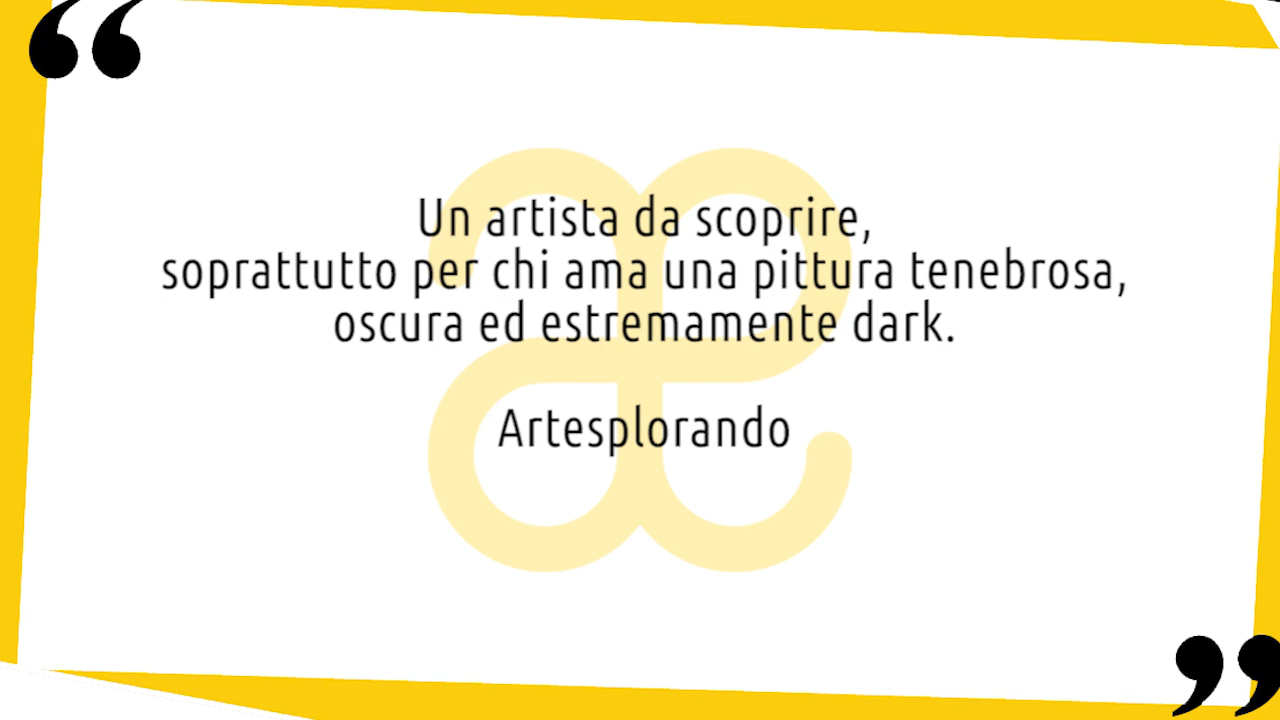 Un artista da scoprire,
soprattutto per chi ama una pittura tenebrosa,
oscura ed estremamente dark.
Artesplorando